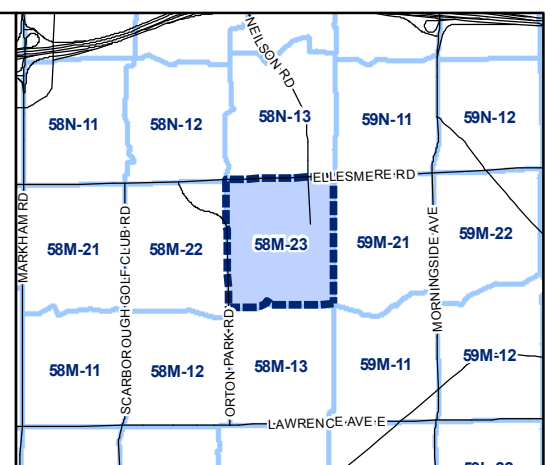 NEILSON RD
58N-11
58N-12
58N-13
59N-11
59N-12
ELLESMERE RD
MARKHAM RD
58M-21
SCARBOROUGH GOLF CLUB RD
58M-22
58M-23
59M-21
MORNINGSIDE AVE
59M-22
58M-11
58M-12
ORTON PARK RD
58M-13
59M-11
59M-12
LAWRENCE AVE E